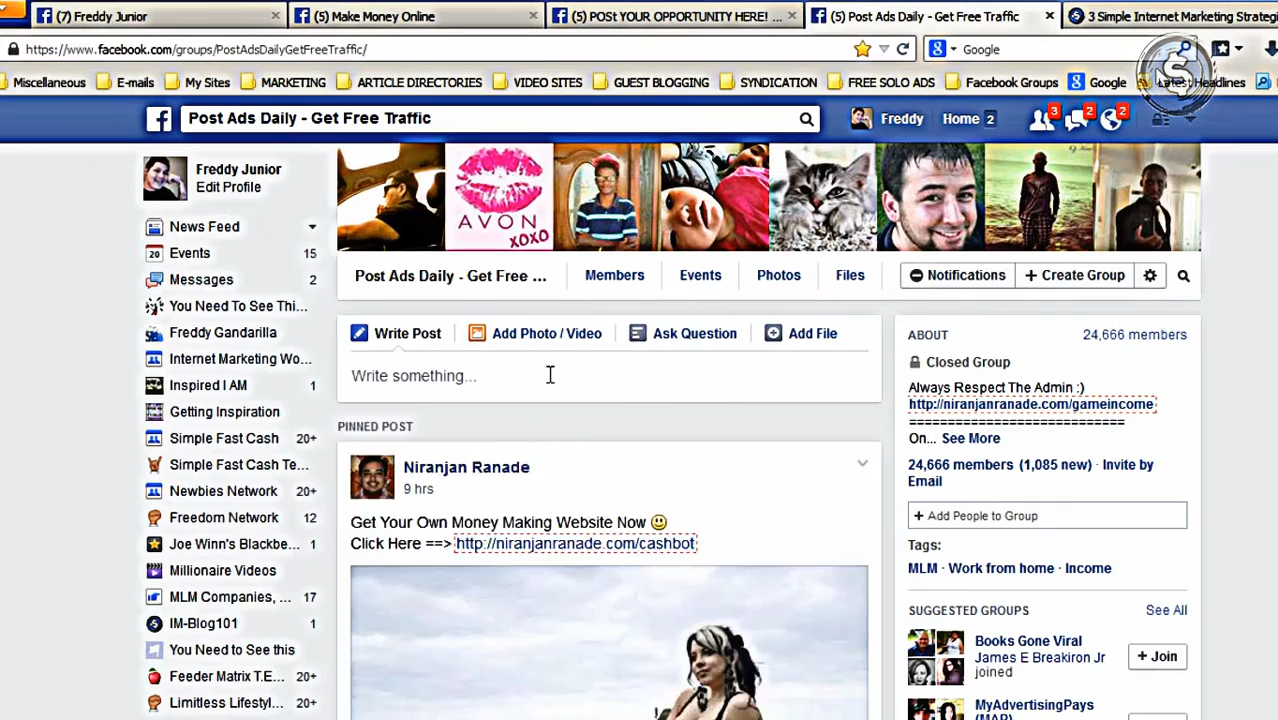 (7) Freddy Junior
(5) Make Money Online
(5) POST YOUR OPPORTUNITY HERE! ...
(5) Post Ads Daily - Get Free Traffic
3 Simple Internet Marketing Strateg
https://www.facebook.com/groups/PostAdsDailyGetFreeTraffic/
Google
Miscellaneous
E-mails
My Sites
MARKETING
ARTICLE DIRECTORI
VIDEO SITES
GUEST BLOGGING
SYNDICATION
FREE SOLO ADS
Facebook Groups
Google
Latest Headlines
Post Ads Daily - Get Free Traffic
Freddy
Home 2
3
2
2
Freddy Junior
Edit Profile
News Feed
Events 15
Messages 2
You Need To See Thi...
Freddy Gandarilla
Internet Marketing Wo...
Inspired I AM 1
Getting Inspiration
Simple Fast Cash 20+
Simple Fast Cash Te...
Newbies Network 20+
Freedom Network 12
Joe Winn's Blackbe... 1
Millionaire Videos
MLM Companies, ... 17
IM-Blog101 1
You Need to See this
Feeder Matrix T.E... 20+
Limitless Lifestyl... 20+
AVON
XOXO
Post Ads Daily - Get Free ...
Members
Events
Photos
Files
Notifications
+ Create Group
Write Post
Add Photo / Video
Ask Question
Add File
Write something...
PINNED POST
Niranjan Ranade
9 hrs
Get Your Own Money Making Website Now
Click Here ==> http://niranjanranade.com/cashbot
ABOUT
24,666 members
Closed Group
Always Respect The Admin :)
http://niranjanranade.com/gameincome
============================
On... See More
24,666 members (1,085 new) · Invite by
Email
+ Add People to Group
Tags:
MLM · Work from home · Income
SUGGESTED GROUPS
See All
Books Gone Viral
James E Breakiron Jr
joined
+ Join
MyAdvertisingPays
(MAP)